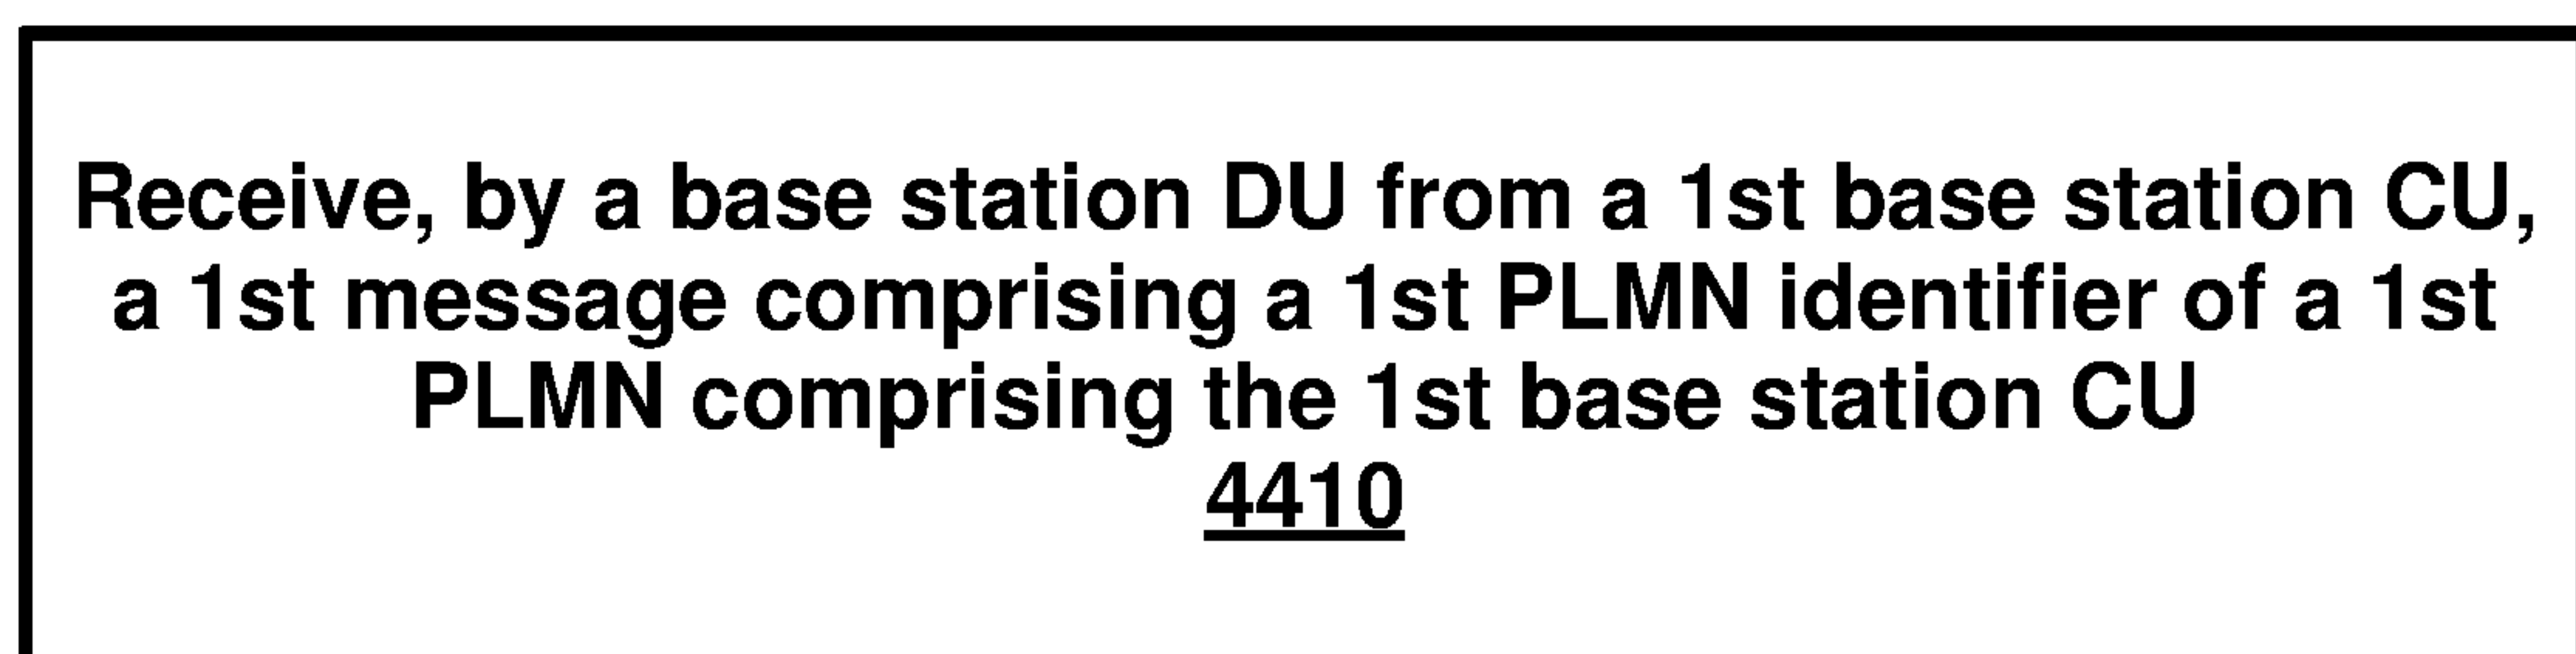 Receive, by a base station DU from a 1st base station CU,
a 1st message comprising a 1st PLMN identifier of a 1st
PLMN comprising the 1st base station CU
4410